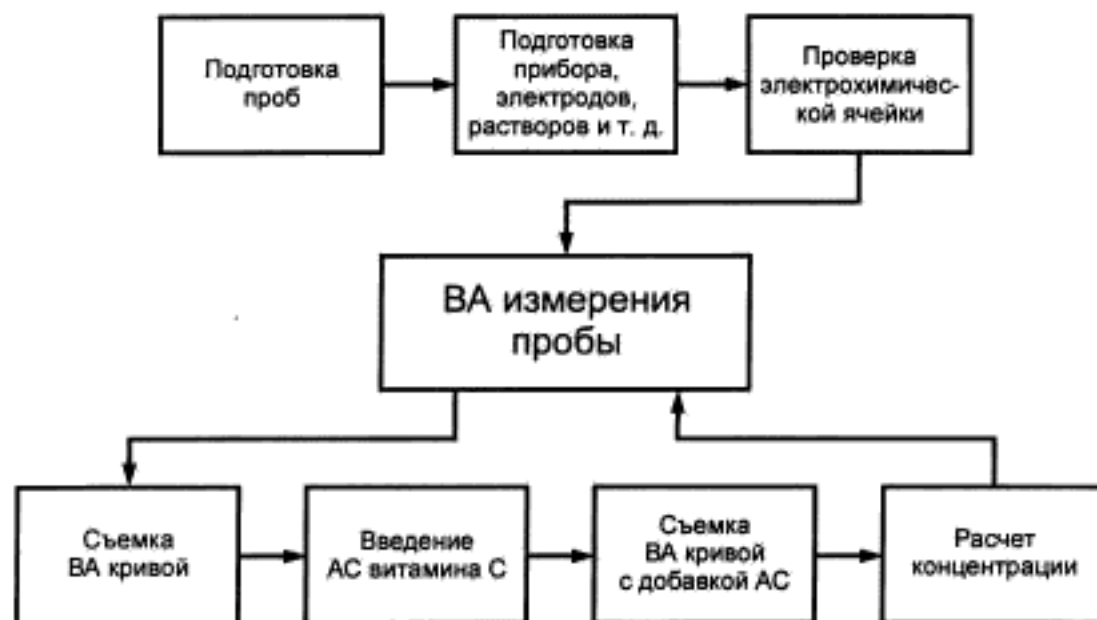 Подготовка
проб
Подготовка
прибора,
электродов,
растворов и т. д.
Проверка
электрохимичес-
кой ячейки
ВА измерения
пробы
Съемка
ВА кривой
Введение
АС витамина С
Съемка
ВА кривой
с добавкой АС
Расчет
концентрации